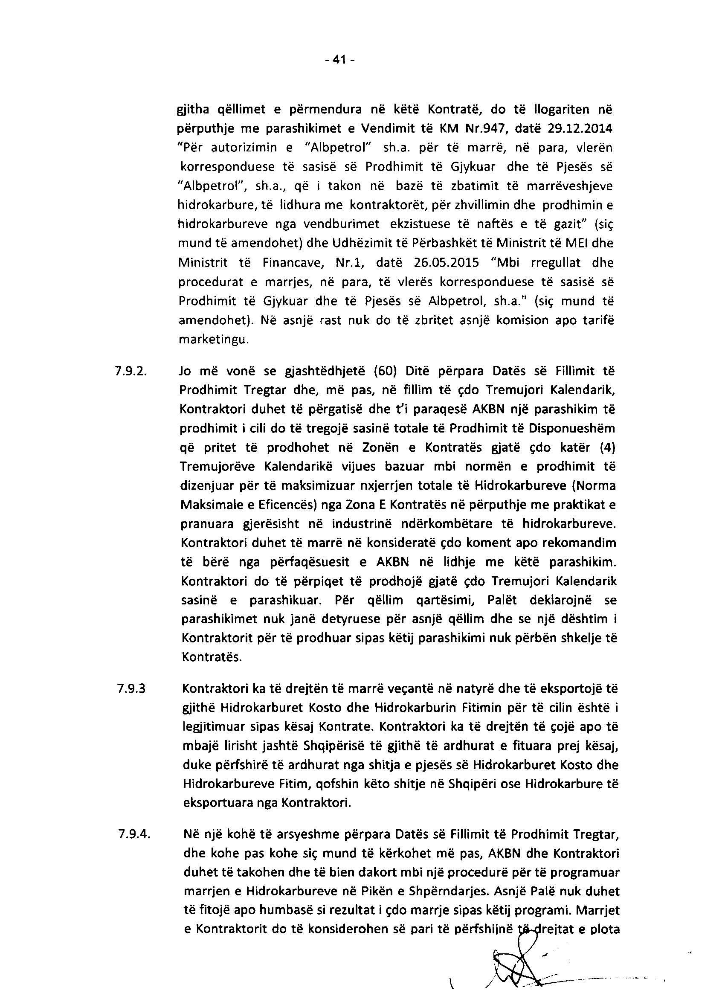 - 41 -
gjitha qëllimet e përmendura në këtë Kontratë, do të llogariten në
përputhje me parashikimet e Vendimit të KM Nr.947, datë 29.12.2014
"Për autorizimin e "Albpetrol" sh.a. për të marrë, në para, vlerën
korresponduese të sasisë së Prodhimit të Gjykuar dhe të Pjesës së
"Albpetrol", sh.a., që i takon në bazë të zbatimit të marrëveshjeve
hidrokarbure, të lidhura me kontraktorët, për zhvillimin dhe prodhimin e
hidrokarbureve nga vendburimet ekzistuese të naftës e të gazit" (siç
mund të amendohet) dhe Udhëzimit të Përbashkët të Ministrit të MEI dhe
Ministrit të Financave, Nr.1, datë 26.05.2015 "Mbi rregullat dhe
procedurat e marrjes, në para, të vlerës korresponduese të sasisë së
Prodhimit të Gjykuar dhe të Pjesës së Albpetrol, sh.a." (siç mund të
amendohet). Në asnjë rast nuk do të zbritet asnjë komision apo tarifë
marketingu.
7.9.2. Jo më vonë se gjashtëdhjetë (60) Ditë përpara Datës së Fillimit të
Prodhimit Tregtar dhe, më pas, në fillim të çdo Tremujori Kalendarik,
Kontraktori duhet të përgatisë dhe t'i paraqesë AKBN një parashikim të
prodhimit i cili do të tregojë sasinë totale të Prodhimit të Disponueshëm
që pritet të prodhohet në Zonën e Kontratës gjatë çdo katër (4)
Tremujorëve Kalendarikë vijues bazuar mbi normën e prodhimit të
dizenjuar për të maksimizuar nxjerrjen totale të Hidrokarbureve (Norma
Maksimale e Eficencës) nga Zona E Kontratës në përputhje me praktikat e
pranuara gjerësisht në industrinë ndërkombëtare të hidrokarbureve.
Kontraktori duhet të marrë në konsideratë çdo koment apo rekomandim
të bërë nga përfaqësuesit e AKBN në lidhje me këtë parashikim.
Kontraktori do të përpiqet të prodhojë gjatë çdo Tremujori Kalendarik
sasinë e parashikuar. Për qëllim qartësimi, Palët deklarojnë se
parashikimet nuk janë detyruese për asnjë qëllim dhe se një dështim i
Kontraktorit për të prodhuar sipas këtij parashikimi nuk përbën shkelje të
Kontratës.
7.9.3 Kontraktori ka të drejtën të marrë veçantë në natyrë dhe të eksportojë të
gjithë Hidrokarburet Kosto dhe Hidrokarburin Fitimin për të cilin është i
legjitimuar sipas kësaj Kontrate. Kontraktori ka të drejtën të çojë apo të
mbajë lirisht jashtë Shqipërisë të gjithë të ardhurat e fituara prej kësaj,
duke përfshirë të ardhurat nga shitja e pjesës së Hidrokarburet Kosto dhe
Hidrokarbureve Fitim, qofshin këto shitje në Shqipëri ose Hidrokarbure të
eksportuara nga Kontraktori.
7.9.4. Në një kohë të arsyeshme përpara Datës së Fillimit të Prodhimit Tregtar,
dhe kohe pas kohe siç mund të kërkohet më pas, AKBN dhe Kontraktori
duhet të takohen dhe të bien dakort mbi një procedurë për të programuar
marrjen e Hidrokarbureve në Pikën e Shpërndarjes. Asnjë Palë nuk duhet
të fitojë apo humbasë si rezultat i çdo marrje sipas këtij programi. Marrjet
e Kontraktorit do të konsiderohen së pari të përfshijnë të drejtat e plota